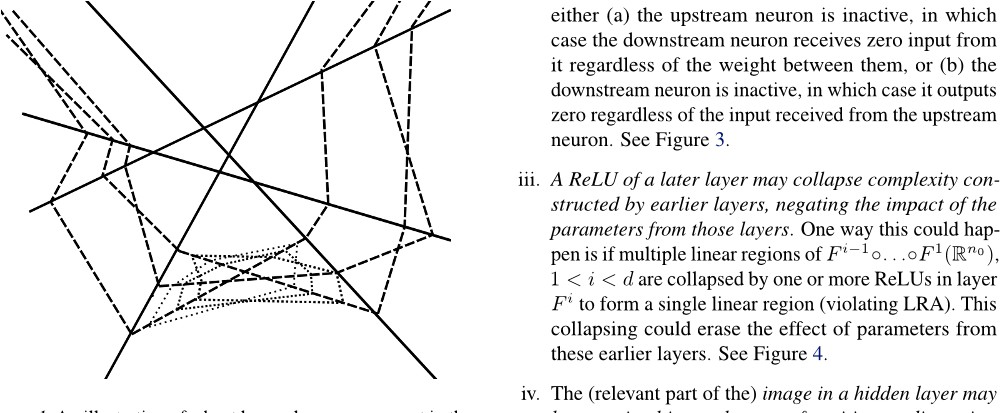 either (a) the upstream neuron is inactive, in which
case the downstream neuron receives zero input from
it regardless of the weight between them, or (b) the
downstream neuron is inactive, in which case it outputs
zero regardless of the input received from the upstream
neuron. See Figure 3.
iii. A ReLU of a later layer may collapse complexity con-
structed by earlier layers, negating the impact of the
parameters from those layers. One way this could hap-
pen is if multiple linear regions of F^{i−1}∘...∘F^1(ℝ^{n_0}),
1 < i < d are collapsed by one or more ReLUs in layer
F^i to form a single linear region (violating LRA). This
collapsing could erase the effect of parameters from
these earlier layers. See Figure 4.
iv. The (relevant part of the) image in a hidden layer may